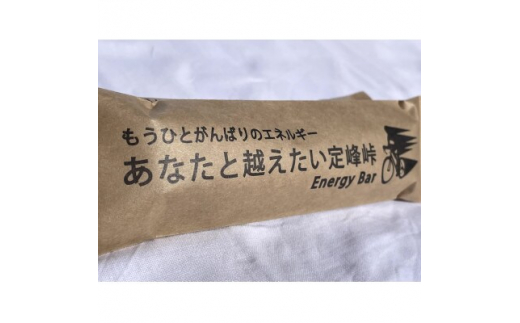 もうひとがんばりのエネルギー
あなたと越えたい定峰峠
Energy Bar